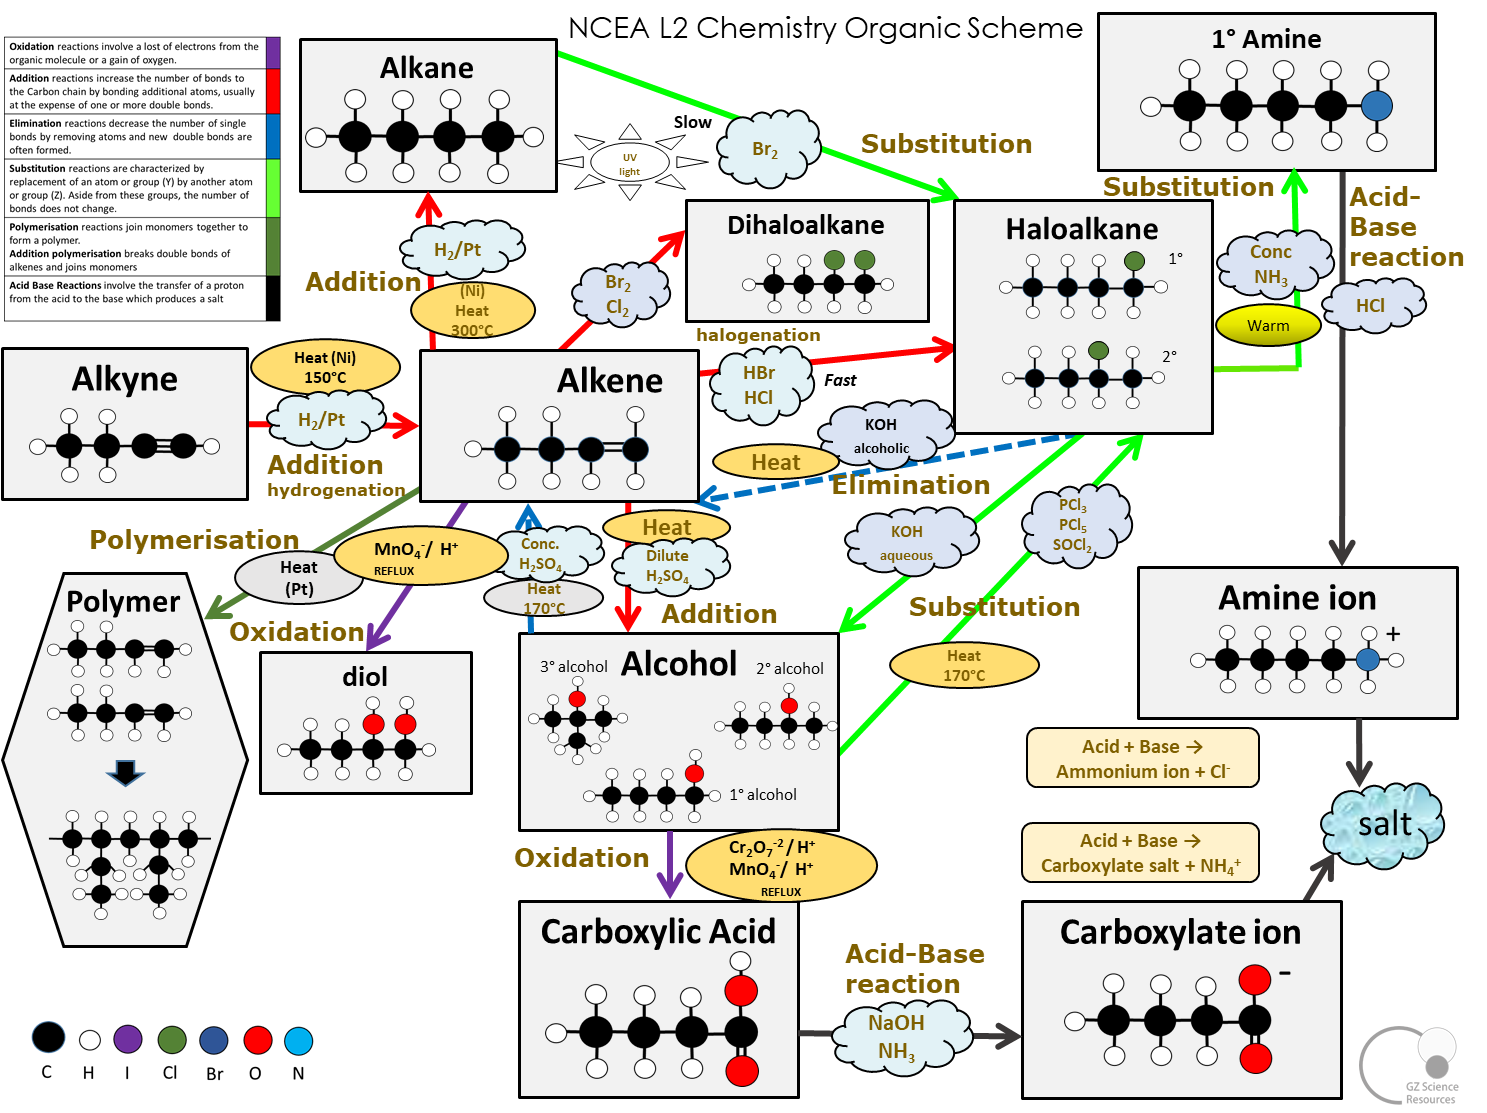 NCEA L2 Chemistry Organic Scheme
Oxidation reactions involve a lost of electrons from the
organic molecule or a gain of oxygen.
Addition reactions increase the number of bonds to
the Carbon chain by bonding additional atoms, usually
at the expense of one or more double bonds.
Elimination reactions decrease the number of single
bonds by removing atoms and new double bonds are
often formed.
Substitution reactions are characterized by
replacement of an atom or group (Y) by another atom
or group (Z). Aside from these groups, the number of
bonds does not change.
Polymerisation reactions join monomers together to
form a polymer.
Addition polymerisation breaks double bonds of
alkenes and joins monomers
Acid Base Reactions involve the transfer of a proton
from the acid to the base which produces a salt
Alkane
UV
light
Slow
Br₂
Substitution
1° Amine
Substitution
Acid-
Base
reaction
Conc
NH₃
Warm
HCl
H₂/Pt
Addition
(Ni)
Heat
300°C
Br₂
Cl₂
Dihaloalkane
halogenation
Haloalkane
1°
2°
HBr
HCl
Fast
Alkyne
Heat (Ni)
150°C
H₂/Pt
Addition
hydrogenation
Alkene
KOH
alcoholic
Heat
Elimination
Polymerisation
Heat
(Pt)
MnO₄⁻/ H⁺
REFLUX
Conc.
H₂SO₄
Heat
170°C
Heat
Dilute
H₂SO₄
Addition
KOH
aqueous
PCl₃
PCl₅
SOCl₂
Substitution
Heat
170°C
Polymer
Oxidation
diol
Alcohol
3° alcohol
2° alcohol
1° alcohol
Amine ion
+
Acid + Base →
Ammonium ion + Cl⁻
Acid + Base →
Carboxylate salt + NH₄⁺
salt
Oxidation
Cr₂O₇⁻²/ H⁺
MnO₄⁻/ H⁺
REFLUX
Carboxylic Acid
Acid-Base
reaction
NaOH
NH₃
Carboxylate ion
-
C H I Cl Br O N
GZ Science
Resources